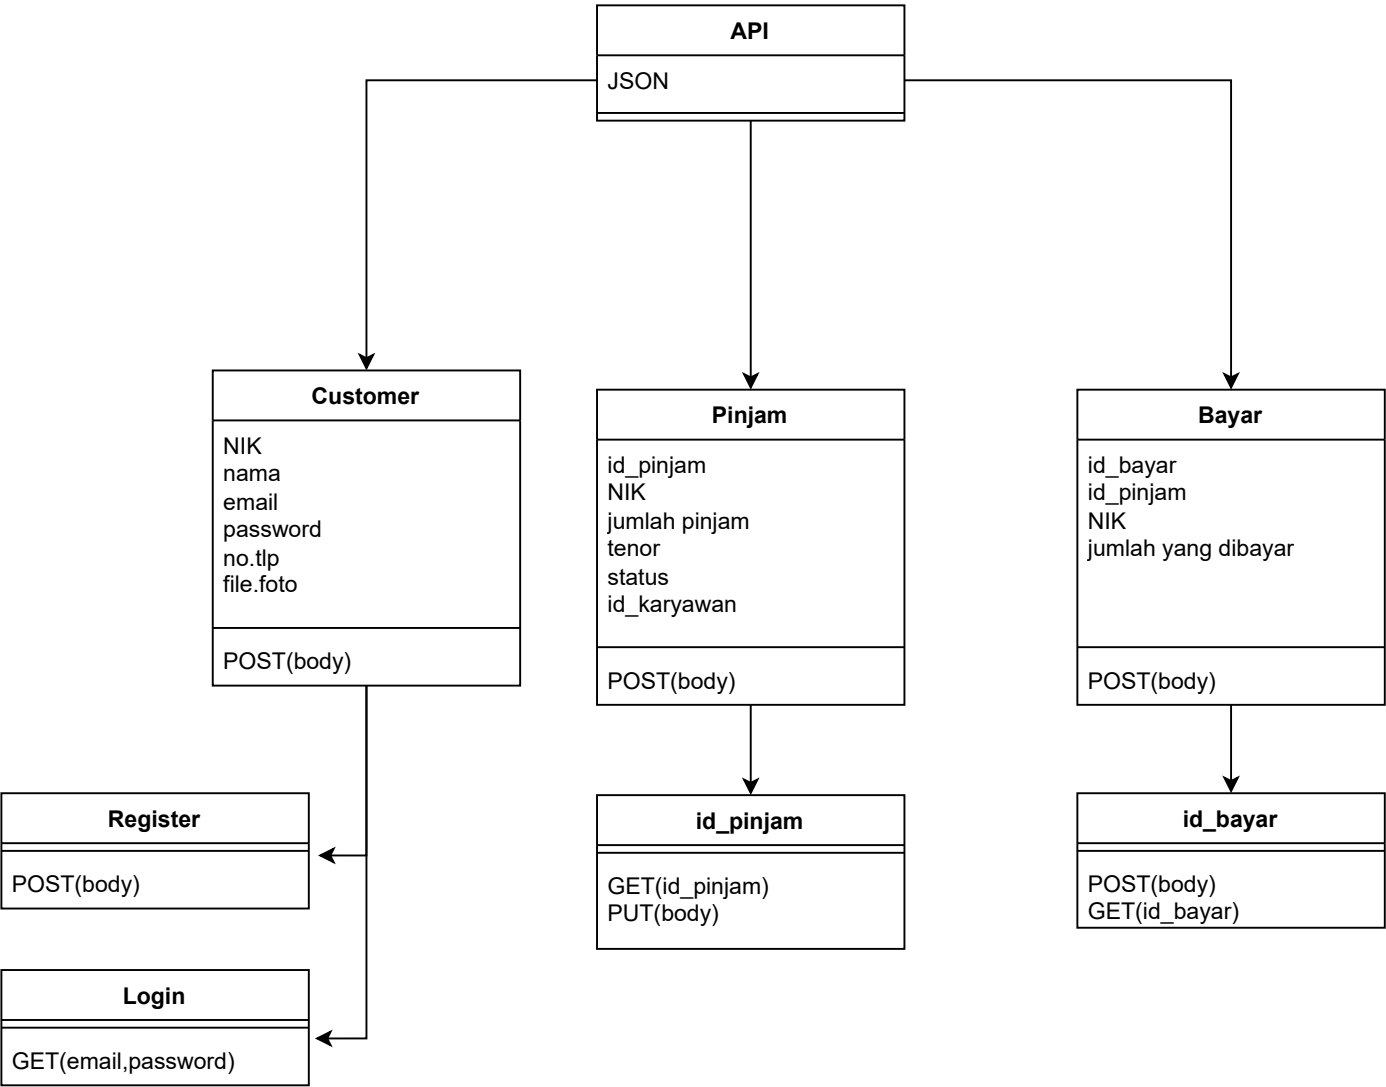 API
JSON
Customer
NIK
nama
email
password
no.tlp
file.foto
POST(body)
Pinjam
id_pinjam
NIK
jumlah pinjam
tenor
status
id_karyawan
POST(body)
Bayar
id_bayar
id_pinjam
NIK
jumlah yang dibayar
POST(body)
Register
POST(body)
Login
GET(email,password)
id_pinjam
GET(id_pinjam)
PUT(body)
id_bayar
POST(body)
GET(id_bayar)